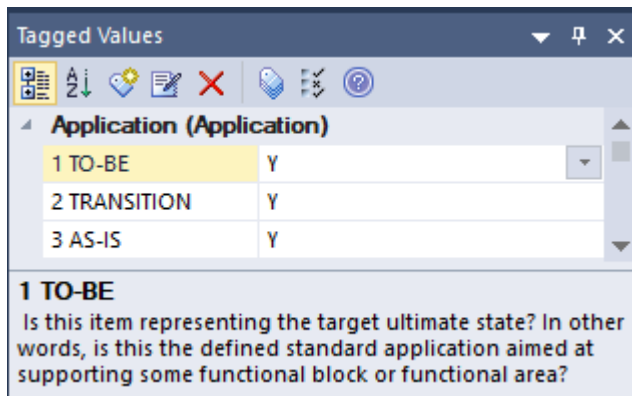 Tagged Values
Application (Application)
1 TO-BE Y
2 TRANSITION Y
3 AS-IS Y
1 TO-BE
Is this item representing the target ultimate state? In other
words, is this the defined standard application aimed at
supporting some functional block or functional area?